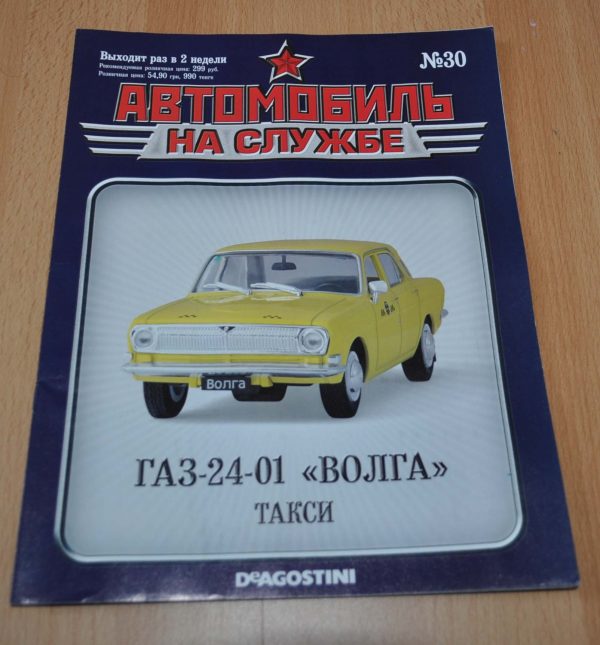 Выходит раз в 2 недели
Рекомендуемая розничная цена: 299 руб.
Розничная цена: 54,90 грн, 990 тенге
№30
АВТОМОБИЛЬ
НА СЛУЖБЕ
Волга
ГАЗ-24-01 «ВОЛГА»
ТАКСИ
DeAGOSTINI